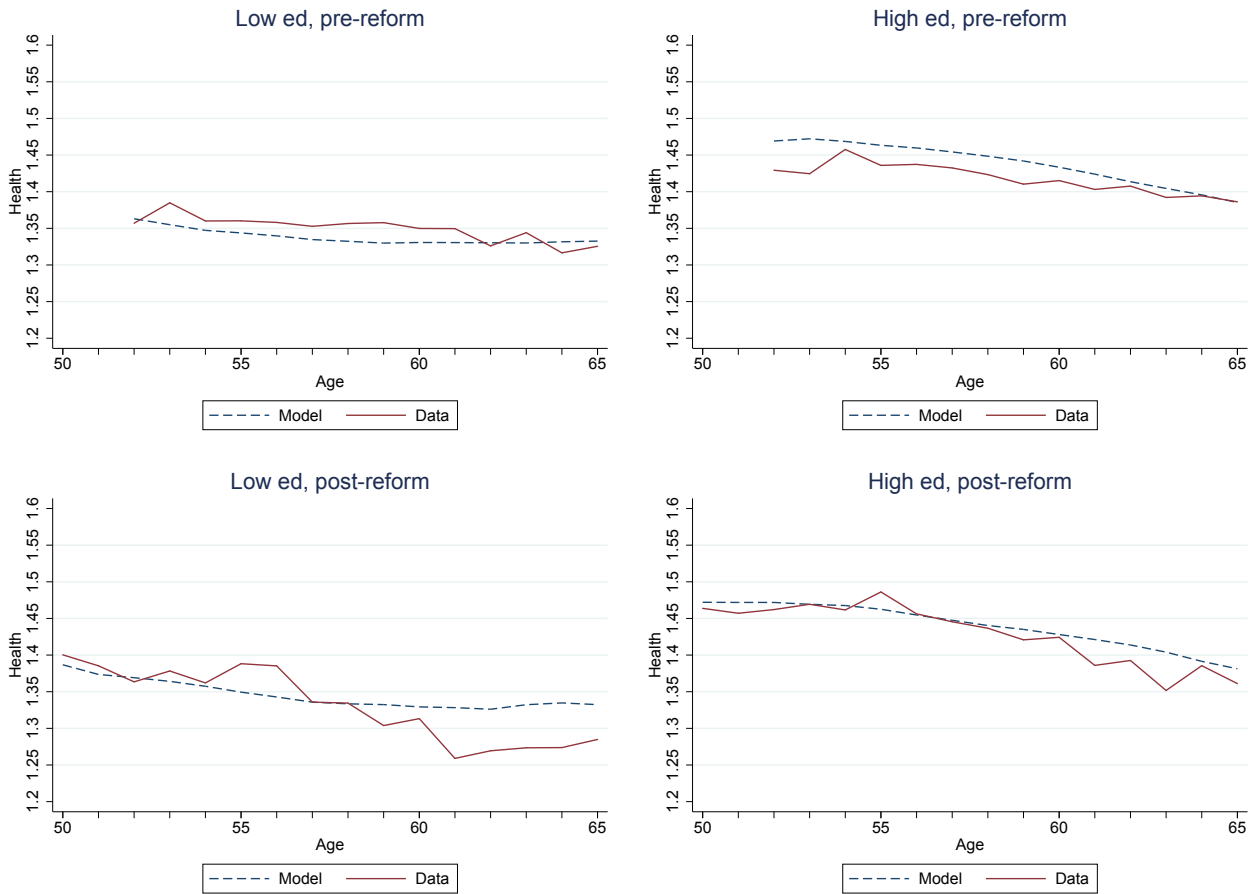 Low ed, pre-reform
Health
1.2 1.25 1.3 1.35 1.4 1.45 1.5 1.55 1.6
50 55 60 65
Age
Model Data
High ed, pre-reform
Health
1.2 1.25 1.3 1.35 1.4 1.45 1.5 1.55 1.6
50 55 60 65
Age
Model Data
Low ed, post-reform
Health
1.2 1.25 1.3 1.35 1.4 1.45 1.5 1.55 1.6
50 55 60 65
Age
Model Data
High ed, post-reform
Health
1.2 1.25 1.3 1.35 1.4 1.45 1.5 1.55 1.6
50 55 60 65
Age
Model Data